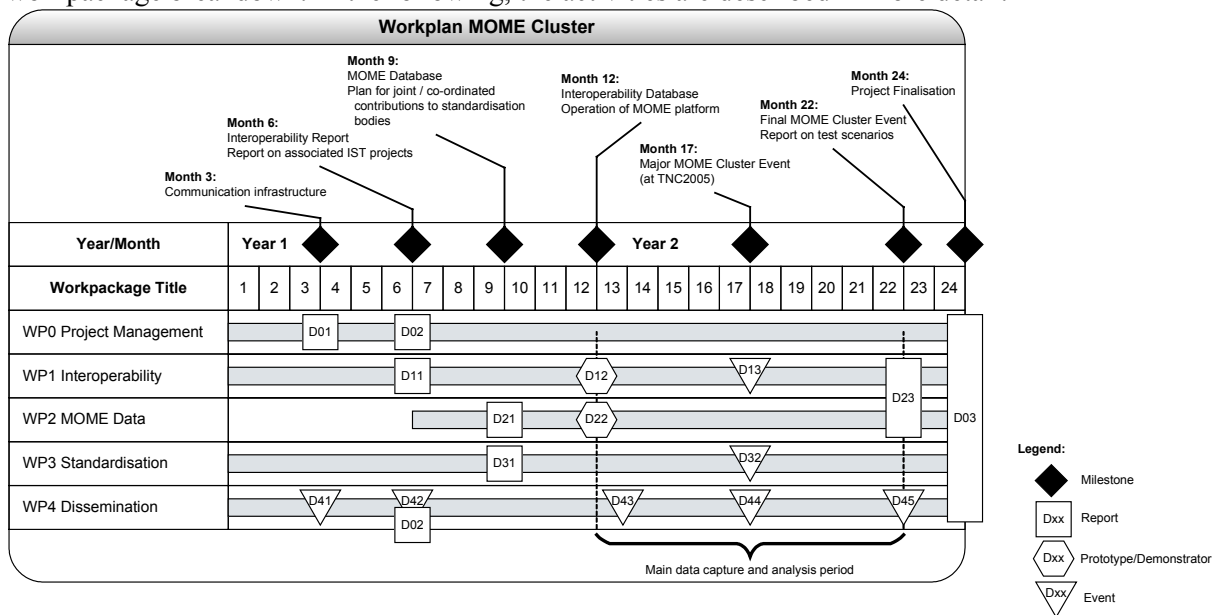 Workplan MOME Cluster
Month 9:
MOME Database
Plan for joint / co-ordinated
contributions to standardisation
bodies
Month 12:
Interoperability Database
Operation of MOME platform
Month 24:
Project Finalisation
Month 22:
Final MOME Cluster Event
Report on test scenarios
Month 6:
Interoperability Report
Report on associated IST projects
Month 17:
Major MOME Cluster Event
(at TNC2005)
Month 3:
Communication infrastructure
Year/Month Year 1 Year 2
Workpackage Title 1 2 3 4 5 6 7 8 9 10 11 12 13 14 15 16 17 18 19 20 21 22 23 24
WP0 Project Management D01 D02
WP1 Interoperability D11 D12 D13
D23
WP2 MOME Data D21 D22 D03
WP3 Standardisation D31 D32
WP4 Dissemination D41 D42 D43 D44 D45
D02
Main data capture and analysis period
Legend:
Milestone
Dxx Report
Dxx Prototype/Demonstrator
Dxx Event